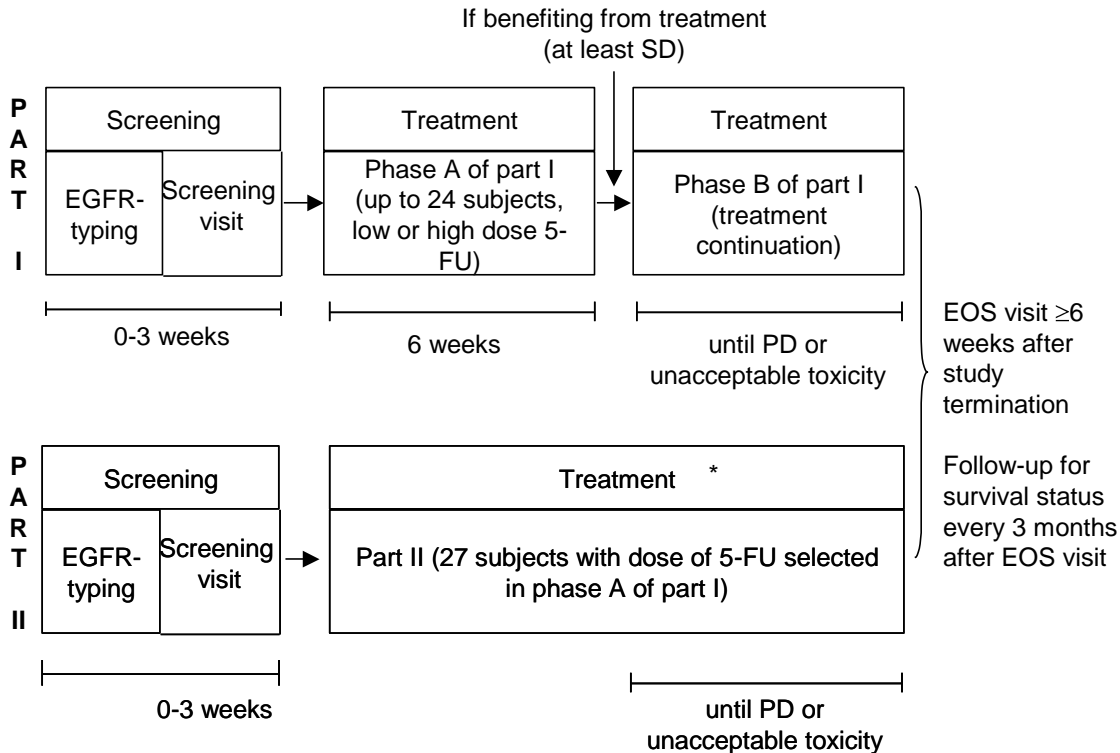 If benefiting from treatment
(at least SD)
P
A
R
T
I
Screening
EGFR-
typing
Screening
visit
0-3 weeks
Treatment
Phase A of part I
(up to 24 subjects,
low or high dose 5-
FU)
6 weeks
Treatment
Phase B of part I
(treatment
continuation)
until PD or
unacceptable toxicity
P
A
R
T
II
Screening
EGFR-
typing
Screening
visit
0-3 weeks
Treatment *
Part II (27 subjects with dose of 5-FU selected
in phase A of part I)
until PD or
unacceptable toxicity
EOS visit ≥6
weeks after
study
termination
Follow-up for
survival status
every 3 months
after EOS visit